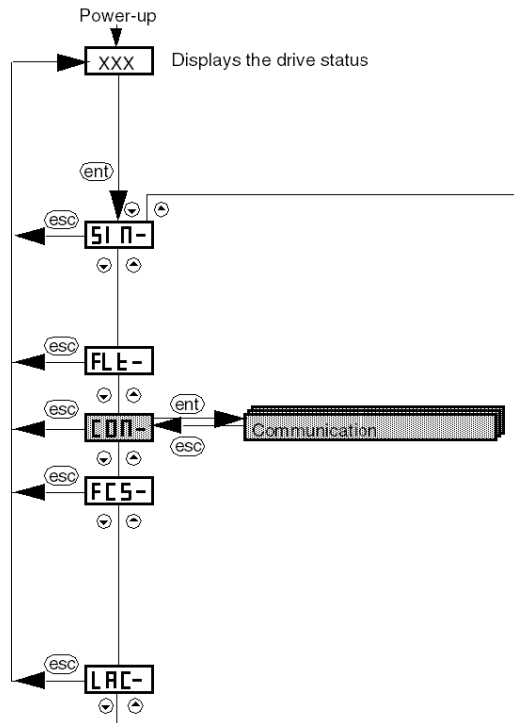 Power-up
XXX Displays the drive status
ent
esc
SIM-
esc
FLt-
esc
COM-
ent
esc
Communication
esc
FCS-
esc
LAC-